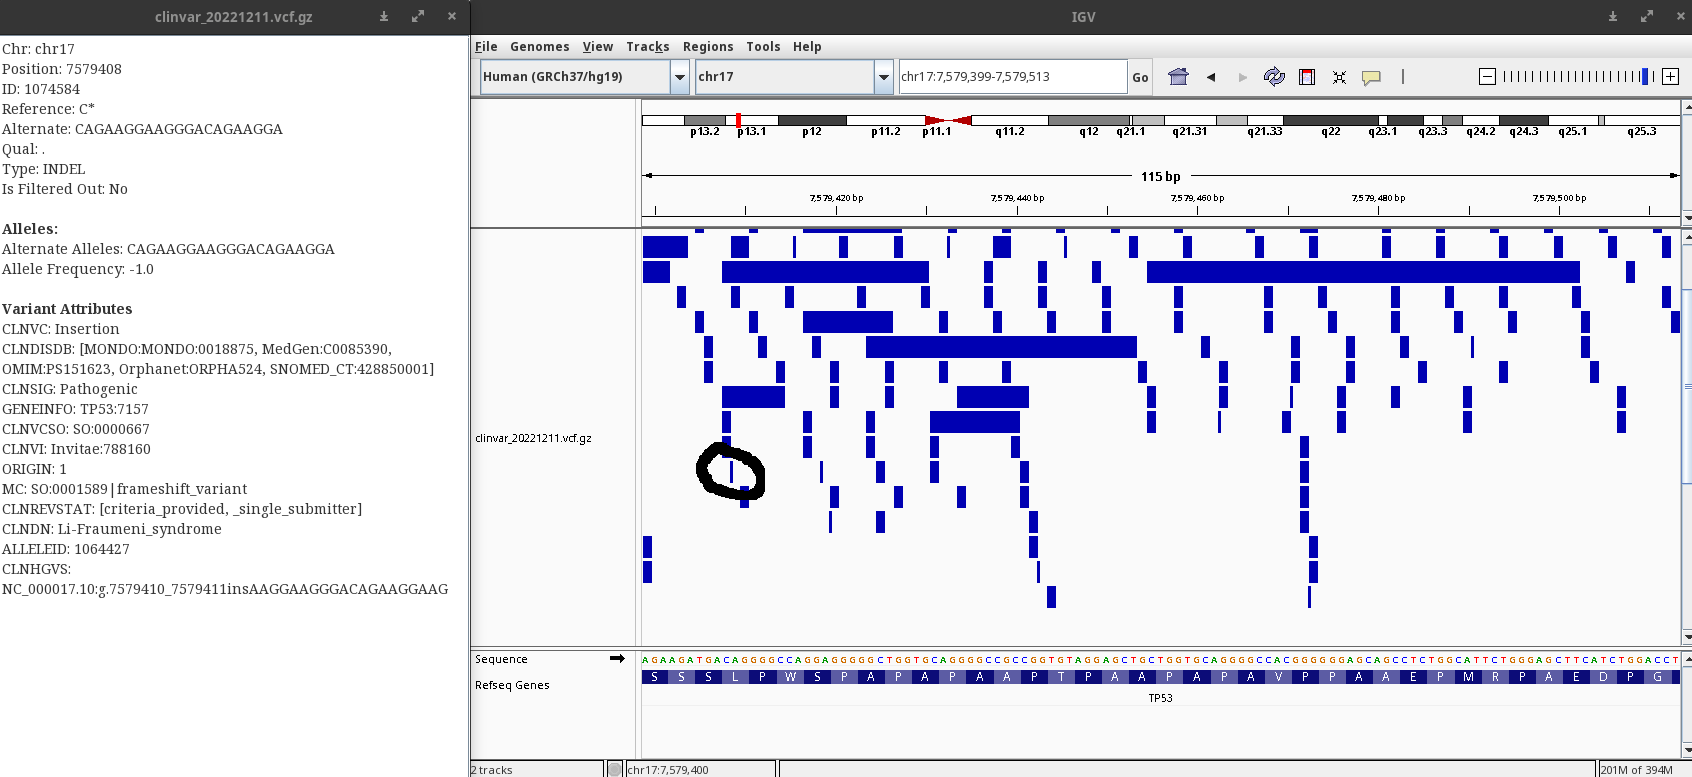 clinvar_20221211.vcf.gz
Chr: chr17
Position: 7579408
ID: 1074584
Reference: C*
Alternate: CAGAAGGAAGGGACAGAAGGA
Qual: .
Type: INDEL
Is Filtered Out: No
Alleles:
Alternate Alleles: CAGAAGGAAGGGACAGAAGGA
Allele Frequency: -1.0
Variant Attributes
CLNVC: Insertion
CLNDISDB: [MONDO:MONDO:0018875, MedGen:C0085390,
OMIM:PS151623, Orphanet:ORPHA524, SNOMED_CT:428850001]
CLNSIG: Pathogenic
GENEINFO: TP53:7157
CLNVCSO: SO:0000667
CLNVI: Invitae:788160
ORIGIN: 1
MC: SO:0001589|frameshift_variant
CLNREVSTAT: [criteria_provided, _single_submitter]
CLNDN: Li-Fraumeni_syndrome
ALLELEID: 1064427
CLNHGVS:
NC_000017.10:g.7579410_7579411insAAGGAAGGGACAGAAGGAAG
IGV
File Genomes View Tracks Regions Tools Help
Human (GRCh37/hg19) chr17 chr17:7,579,399-7,579,513 Go
p13.2 p13.1 p12 p11.2 p11.1 q11.2 q12 q21.1 q21.31 q21.33 q22 q23.1 q23.3 q24.2 q24.3 q25.1 q25.3
115 bp
7,579,420 bp 7,579,440 bp 7,579,460 bp 7,579,480 bp 7,579,500 bp
clinvar_20221211.vcf.gz
Sequence AGAAGATGACAGGGGCCAGGAGGGGGCTGGTGCAGGGGCCGCCGGTGTAGGAGCTGCTGGTGCAGGGGCCACGGGGGGAGCAGCCTCTGGCATTCTGGGAGCTTCATCTGGACCT
Refseq Genes S S S L P W S P A P A P A A P T P A A P A P A V P P A A E P M R P A E D P G
TP53
2 tracks chr17:7,579,400 201M of 394M